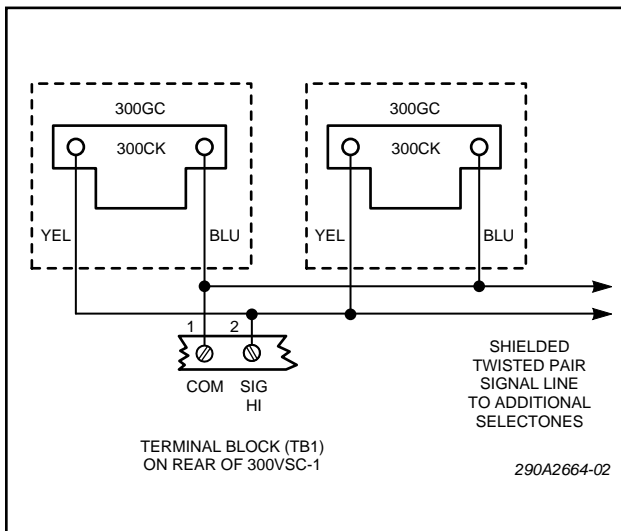 300GC
300CK
YEL
BLU
300GC
300CK
YEL
BLU
1
2
COM
SIG
HI
SHIELDED
TWISTED PAIR
SIGNAL LINE
TO ADDITIONAL
SELECTONES
TERMINAL BLOCK (TB1)
ON REAR OF 300VSC-1
290A2664-02